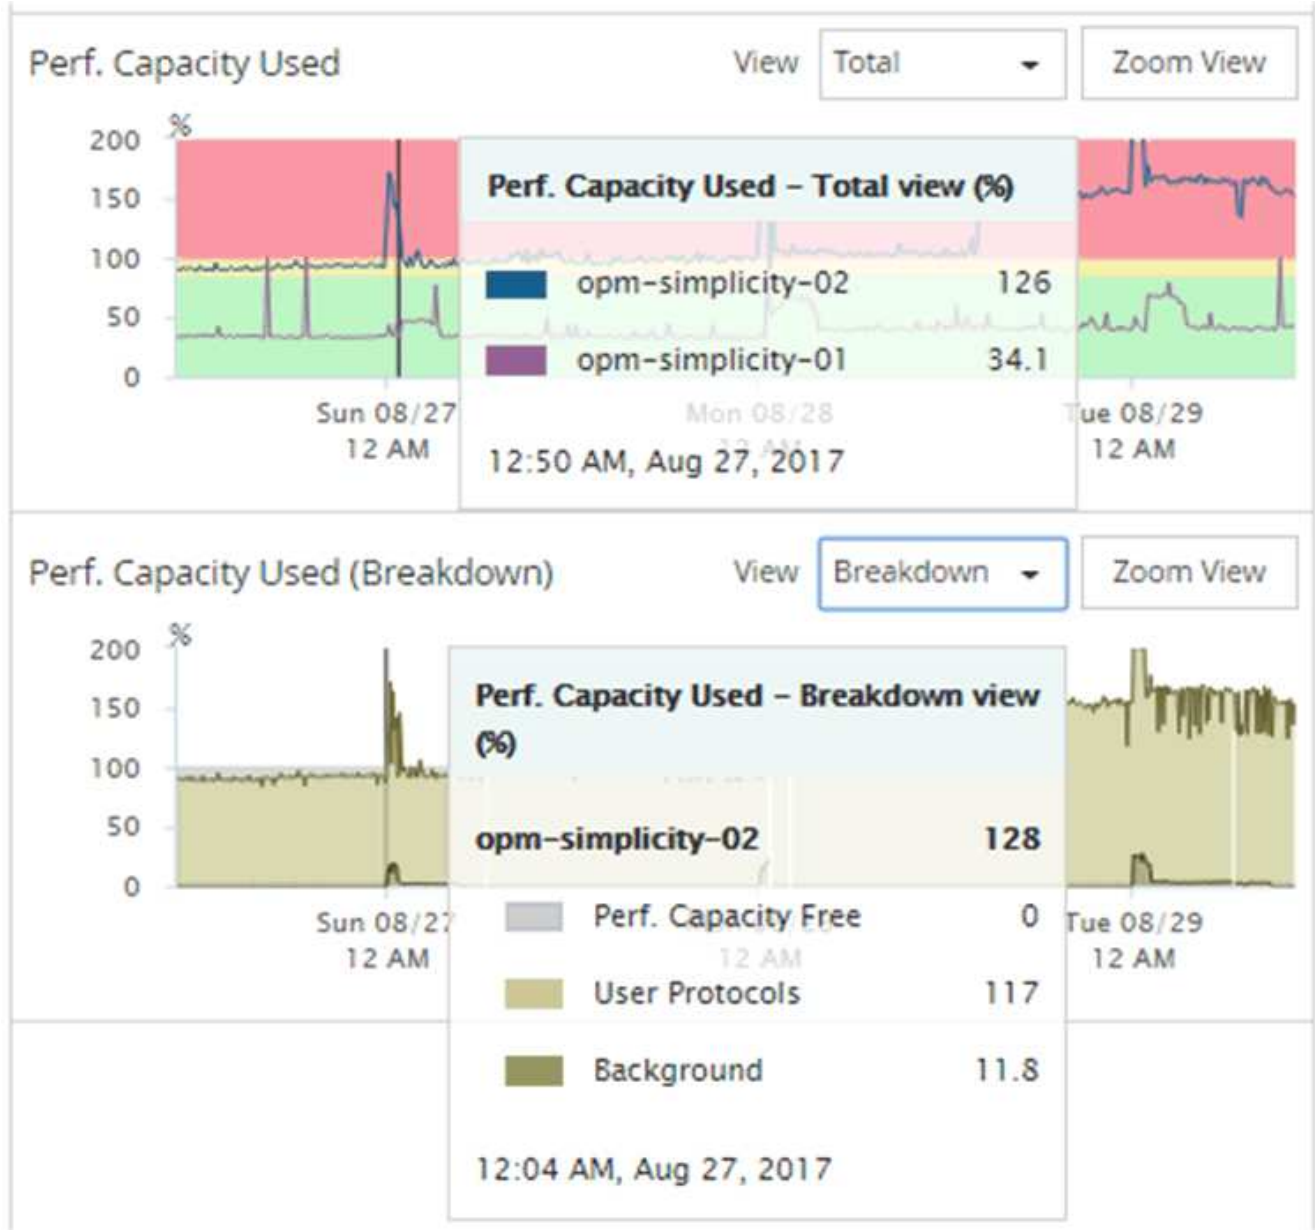 Perf. Capacity Used View Total Zoom View
%
200
150
100
50
0
Perf. Capacity Used - Total view (%)
opm-simplicity-02 126
opm-simplicity-01 34.1
12:50 AM, Aug 27, 2017
Sun 08/27 Mon 08/28 Tue 08/29
12 AM 12 AM 12 AM
Perf. Capacity Used (Breakdown) View Breakdown Zoom View
%
200
150
100
50
0
Perf. Capacity Used - Breakdown view
(%)
opm-simplicity-02 128
Perf. Capacity Free 0
User Protocols 117
Background 11.8
12:04 AM, Aug 27, 2017
Sun 08/27 Tue 08/29
12 AM 12 AM 12 AM